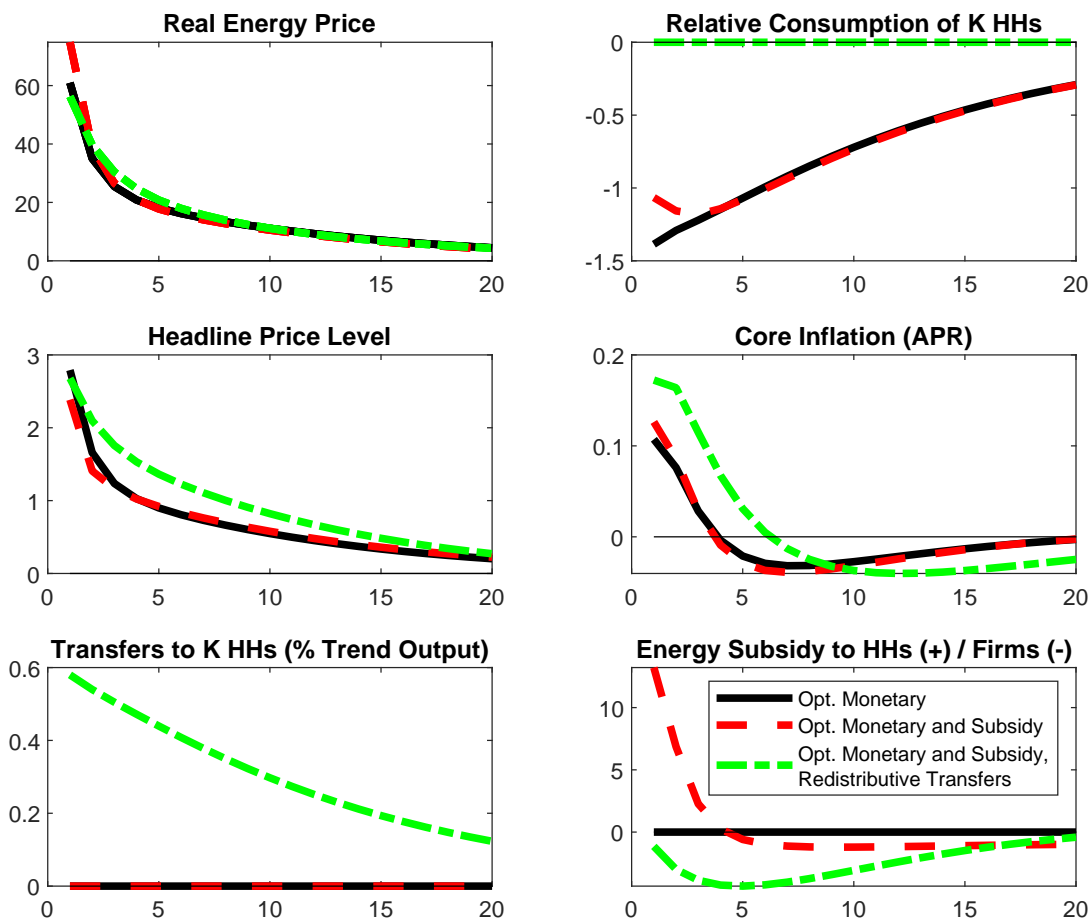 Real Energy Price
60
40
20
0
0 5 10 15 20
Relative Consumption of K HHs
0
-0.5
-1
-1.5
0 5 10 15 20
Headline Price Level
3
2
1
0
0 5 10 15 20
Core Inflation (APR)
0.2
0.1
0
0 5 10 15 20
Transfers to K HHs (% Trend Output)
0.6
0.4
0.2
0
0 5 10 15 20
Energy Subsidy to HHs (+) / Firms (-)
10
5
0
0 5 10 15 20
Opt. Monetary
Opt. Monetary and Subsidy
Opt. Monetary and Subsidy,
Redistributive Transfers